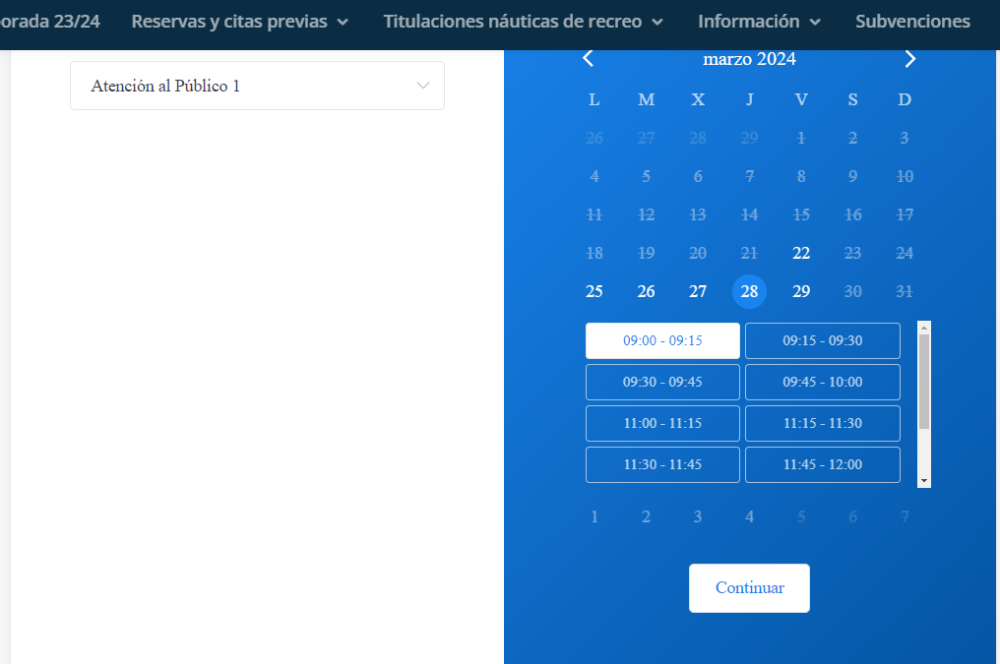 orada 23/24 Reservas y citas previas Titulaciones náuticas de recreo Información Subvenciones
Atención al Público 1
marzo 2024
L M X J V S D
26 27 28 29 1 2 3
4 5 6 7 8 9 10
11 12 13 14 15 16 17
18 19 20 21 22 23 24
25 26 27 28 29 30 31
09:00 - 09:15 09:15 - 09:30
09:30 - 09:45 09:45 - 10:00
11:00 - 11:15 11:15 - 11:30
11:30 - 11:45 11:45 - 12:00
1 2 3 4 5 6 7
Continuar